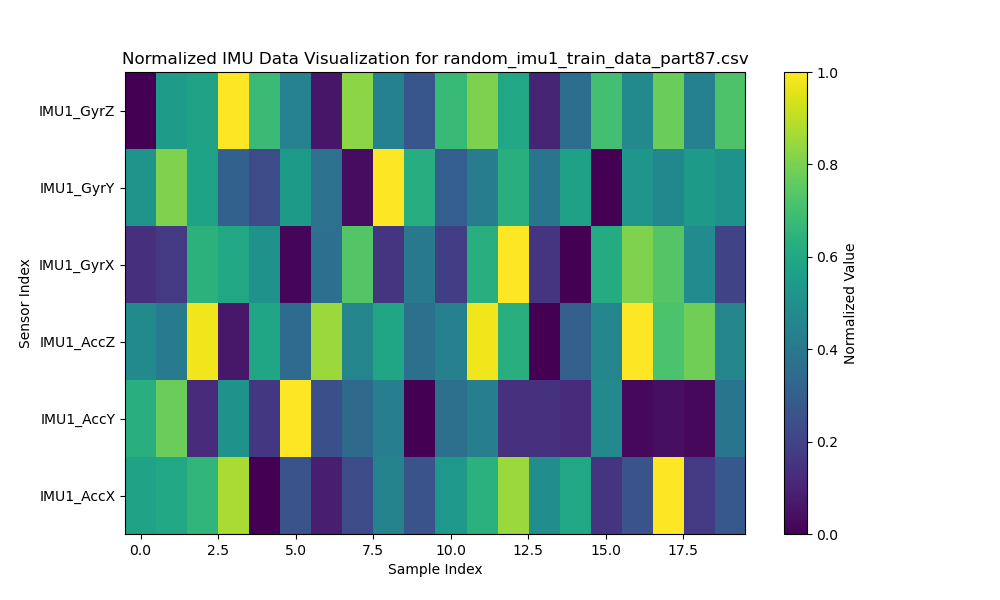 Normalized IMU Data Visualization for random_imu1_train_data_part87.csv
Sensor Index
IMU1_GyrZ
IMU1_GyrY
IMU1_GyrX
IMU1_AccZ
IMU1_AccY
IMU1_AccX
0.0 2.5 5.0 7.5 10.0 12.5 15.0 17.5
Sample Index
1.0
0.8
0.6
0.4
0.2
0.0
Normalized Value